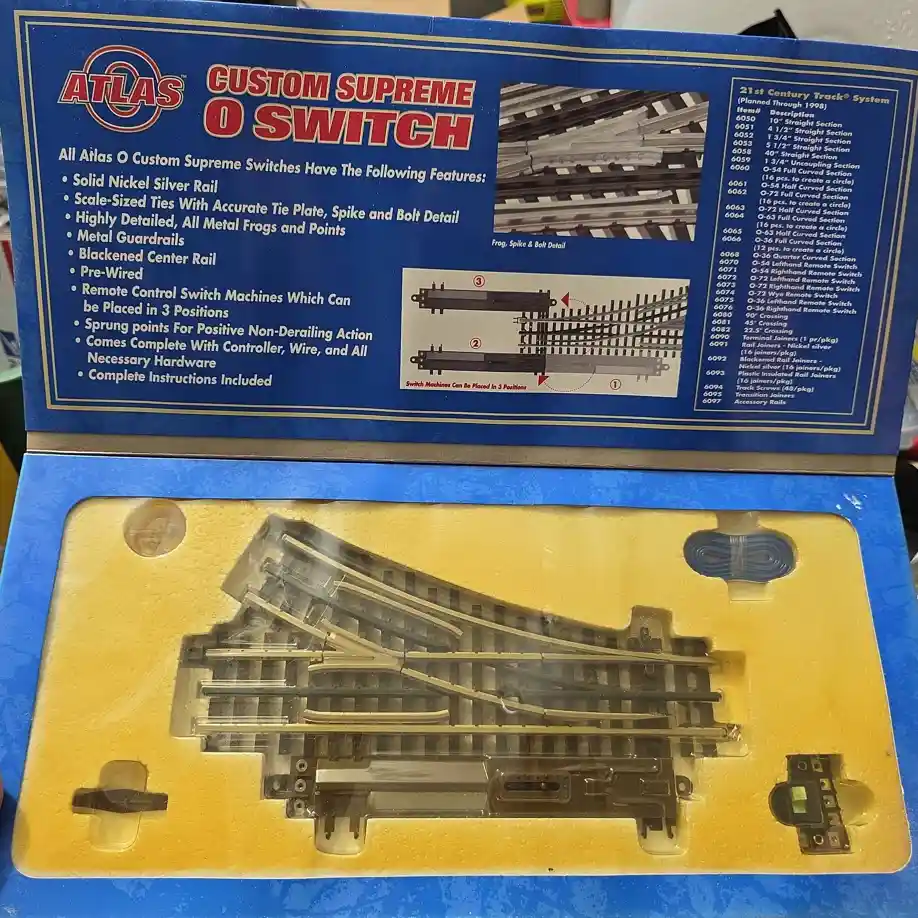 ATLAS™
CUSTOM SUPREME
O SWITCH
All Atlas O Custom Supreme Switches Have The Following Features:
• Solid Nickel Silver Rail
• Scale-Sized Ties With Accurate Tie Plate, Spike and Bolt Detail
• Highly Detailed, All Metal Frogs and Points
• Metal Guardrails
• Blackened Center Rail
• Pre-Wired
• Remote Control Switch Machines Which Can
be Placed in 3 Positions
• Sprung points For Positive Non-Derailing Action
• Comes Complete With Controller, Wire, and All
Necessary Hardware
• Complete Instructions Included
Frog, Spike & Bolt Detail
3
2
1
Switch Machines Can Be Placed In 3 Positions
21st Century Track® System
(Planned Through 1998)
Item# Description
6050 10" Straight Section
6051 4 1/2" Straight Section
6052 1 3/4" Straight Section
6053 5 1/2" Straight Section
6058 40" Straight Section
6059 1 3/4" Uncoupling Section
6060 O-54 Full Curved Section
(16 pcs. to create a circle)
6061 O-54 Half Curved Section
6062 O-72 Full Curved Section
(16 pcs. to create a circle)
6063 O-72 Half Curved Section
6064 O-63 Full Curved Section
(16 pcs. to create a circle)
6065 O-63 Half Curved Section
6066 O-36 Full Curved Section
(12 pcs. to create a circle)
6068 O-36 Quarter Curved Section
6070 O-54 Lefthand Remote Switch
6071 O-54 Righthand Remote Switch
6072 O-72 Lefthand Remote Switch
6073 O-72 Righthand Remote Switch
6074 O-72 Wye Remote Switch
6075 O-36 Lefthand Remote Switch
6076 O-36 Righthand Remote Switch
6080 90° Crossing
6081 45° Crossing
6082 22.5° Crossing
6090 Terminal Joiners (1 pr/pkg)
6091 Rail Joiners - Nickel silver
(16 joiners/pkg)
6092 Blackened Rail Joiners -
Nickel silver (16 joiners/pkg)
6093 Plastic Insulated Rail Joiners
(16 joiners/pkg)
6094 Track Screws (48/pkg)
6095 Transition Joiners
6097 Accessory Rails